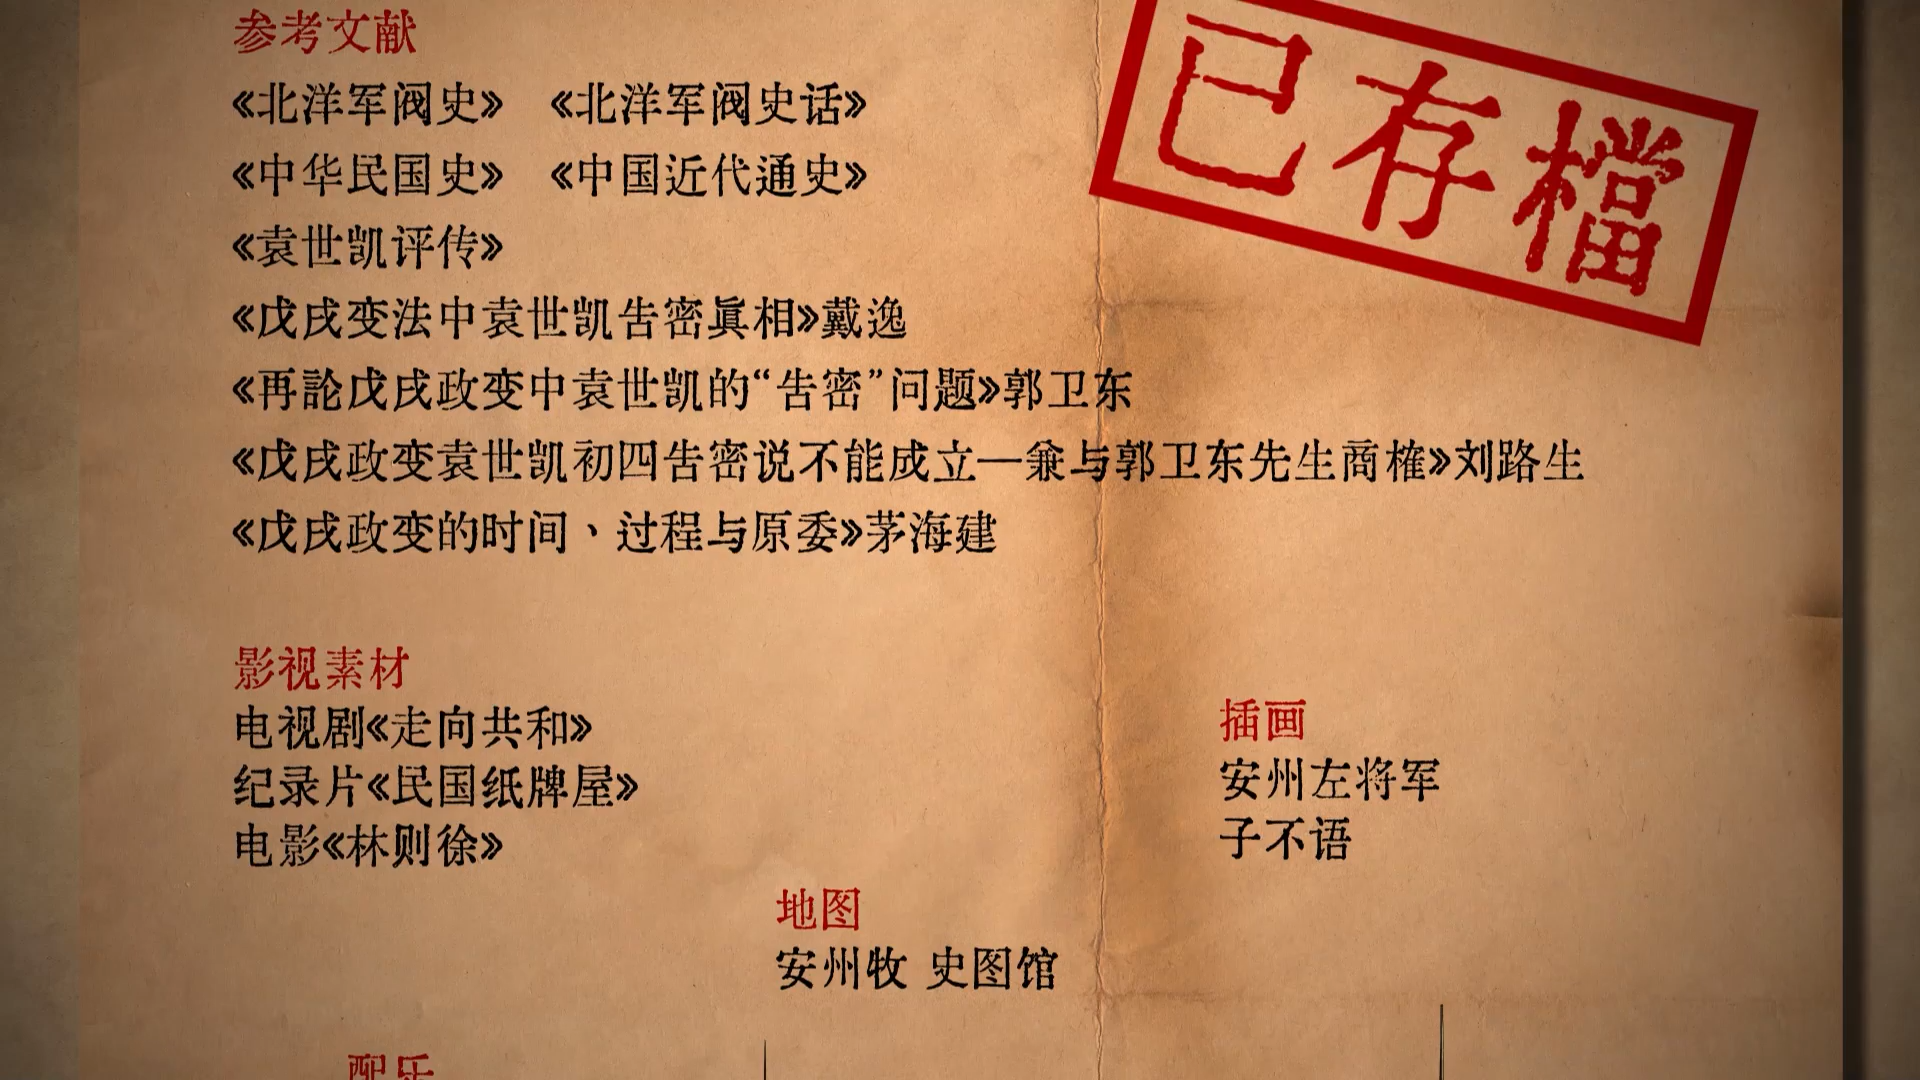 参考文献
《北洋军阀史》 《北洋军阀史话》
《中华民国史》 《中国近代通史》
《袁世凯评传》
《戊戌变法中袁世凯告密眞相》戴逸
《再論戊戌政变中袁世凯的“告密”问题》郭卫东
《戊戌政变袁世凯初四告密说不能成立—兼与郭卫东先生商榷》刘路生
《戊戌政变的时间、过程与原委》茅海建
已存檔
影视素材
电视剧《走向共和》
纪录片《民国纸牌屋》
电影《林则徐》
插画
安州左将军
子不语
地图
安州牧 史图馆
配乐